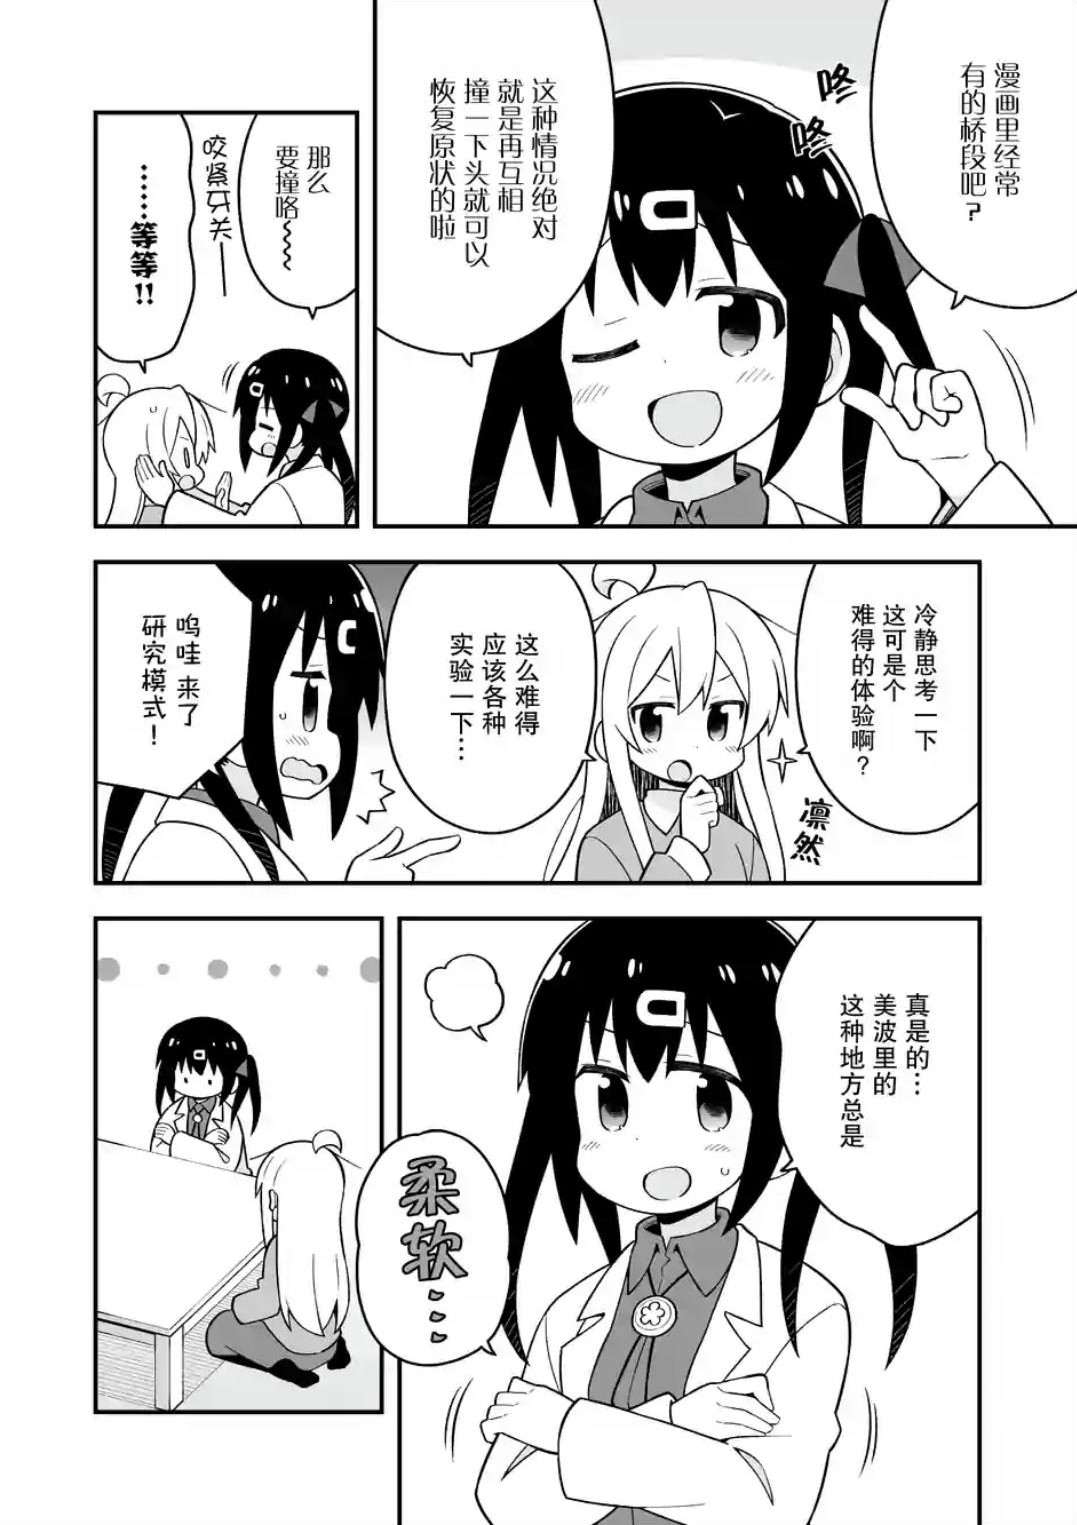 漫画里经常
有的桥段吧？
咚
咚
这种情况绝对
就是再互相
撞一下头就可以
恢复原状的啦
那么
要撞咯～～～
咬紧牙关——
……等等!!
冷静思考一下
这可是个
难得的体验啊？
凛然
这么难得
应该各种
实验一下…
呜哇 来了
研究模式！
真是的…
美波里的
这种地方总是
柔软…